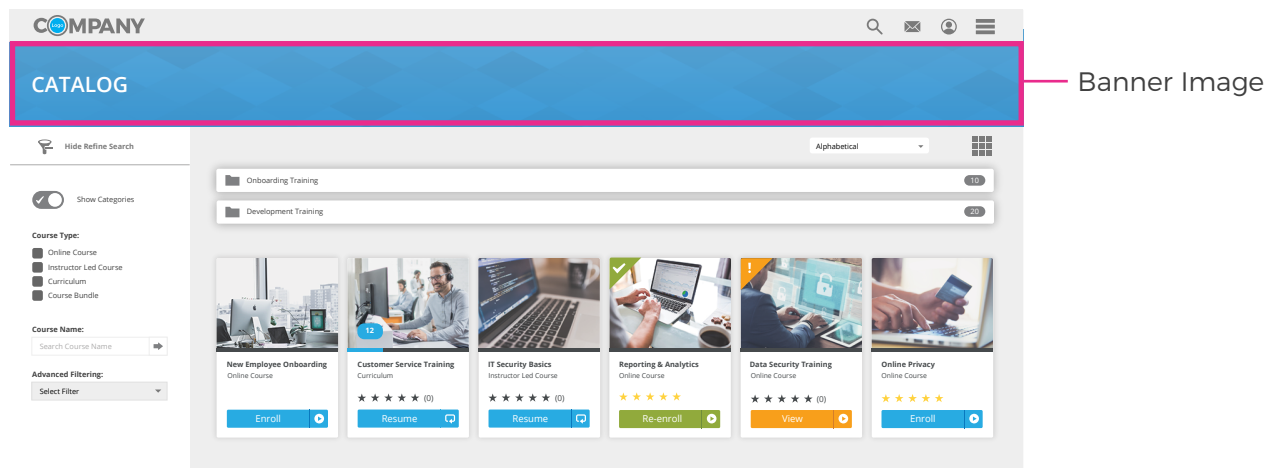 COMPANY
Logo
CATALOG
Banner Image
Hide Refine Search
Alphabetical
Show Categories
Onboarding Training
10
Development Training
20
Course Type:
Online Course
Instructor Led Course
Curriculum
Course Bundle
Course Name:
Search Course Name
Advanced Filtering:
Select Filter
New Employee Onboarding
Online Course
Enroll
12
Customer Service Training
Curriculum
(0)
Resume
IT Security Basics
Instructor Led Course
(0)
Resume
Reporting & Analytics
Online Course
Re-enroll
!
Data Security Training
Online Course
(0)
View
Online Privacy
Online Course
Enroll